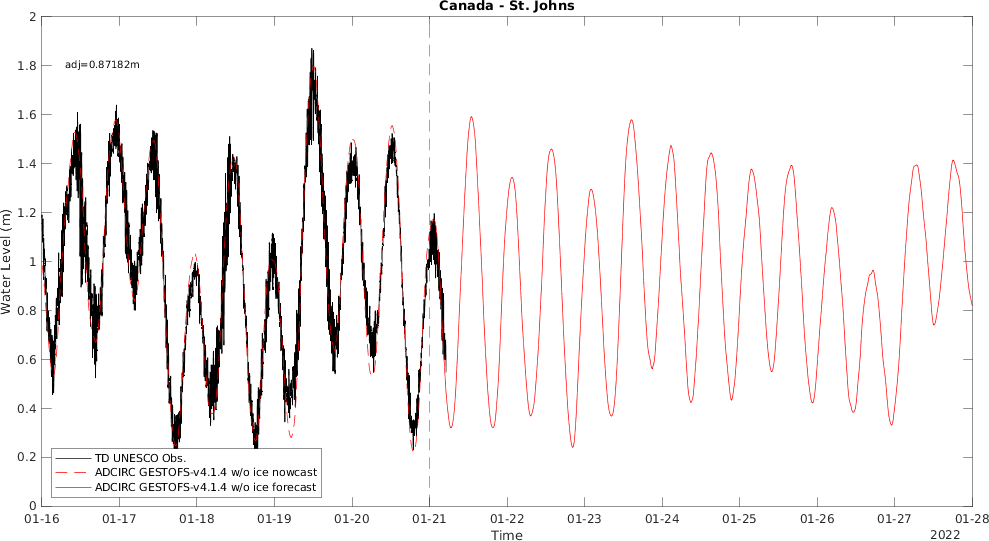 Canada - St. Johns
adj=0.87182m
Water Level (m)
2
1.8
1.6
1.4
1.2
1
0.8
0.6
0.4
0.2
0
TD UNESCO Obs.
ADCIRC GESTOFS-v4.1.4 w/o ice nowcast
ADCIRC GESTOFS-v4.1.4 w/o ice forecast
01-16 01-17 01-18 01-19 01-20 01-21 01-22 01-23 01-24 01-25 01-26 01-27 01-28
Time
2022